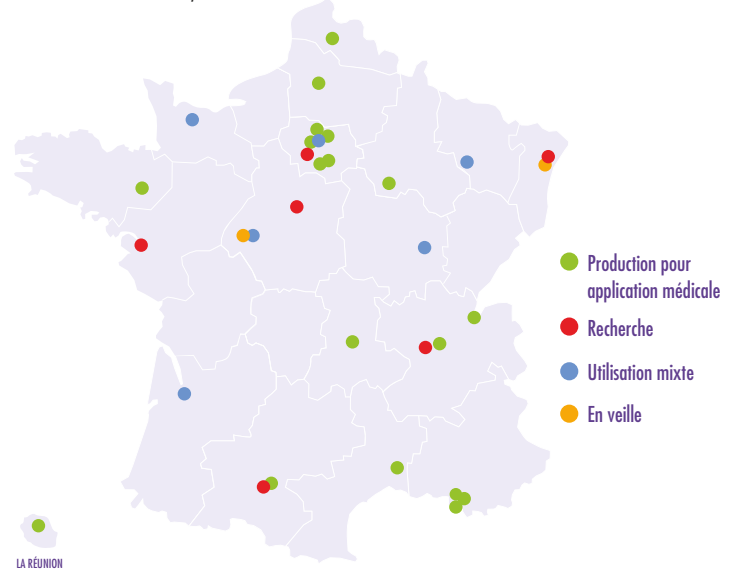 Production pour
application médicale
Recherche
Utilisation mixte
En veille
LA RÉUNION